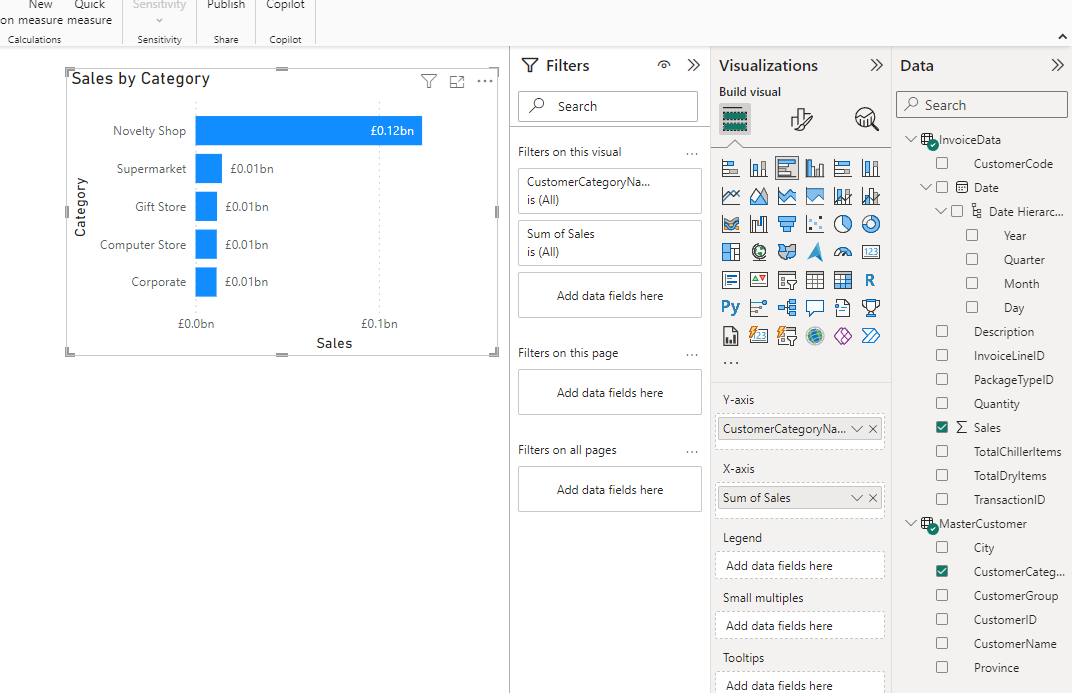 New
Quick
Sensitivity
Publish
Copilot
on measure
measure
Calculations
Sensitivity
Share
Copilot
Sales by Category
Category
Novelty Shop
£0.12bn
Supermarket
£0.01bn
Gift Store
£0.01bn
Computer Store
£0.01bn
Corporate
£0.01bn
£0.0bn
£0.1bn
Sales
Filters
Search
Filters on this visual
CustomerCategoryNa...
is (All)
Sum of Sales
is (All)
Add data fields here
Filters on this page
Add data fields here
Filters on all pages
Add data fields here
Visualizations
Build visual
123
R
Py
123
Y-axis
CustomerCategoryNa...
X-axis
Sum of Sales
Legend
Add data fields here
Small multiples
Add data fields here
Tooltips
Add data fields here
Data
Search
InvoiceData
CustomerCode
Date
Date Hierarc...
Year
Quarter
Month
Day
Description
InvoiceLineID
PackageTypeID
Quantity
Sales
TotalChillerItems
TotalDryItems
TransactionID
MasterCustomer
City
CustomerCateg...
CustomerGroup
CustomerID
CustomerName
Province